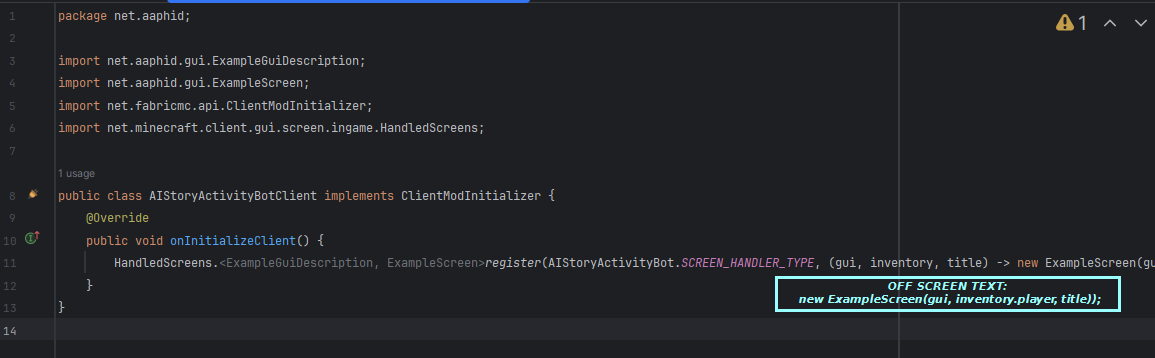 1 package net.aaphid;
2
3 import net.aaphid.gui.ExampleGuiDescription;
4 import net.aaphid.gui.ExampleScreen;
5 import net.fabricmc.api.ClientModInitializer;
6 import net.minecraft.client.gui.screen.ingame.HandledScreens;
7
1 usage
8 public class AIStoryActivityBotClient implements ClientModInitializer {
9 @Override
10 public void onInitializeClient() {
11 HandledScreens.<ExampleGuiDescription, ExampleScreen>register(AIStoryActivityBot.SCREEN_HANDLER_TYPE, (gui, inventory, title) -> new ExampleScreen(gu
12 }
13 }
14
1
OFF SCREEN TEXT:
new ExampleScreen(gui, inventory.player, title));